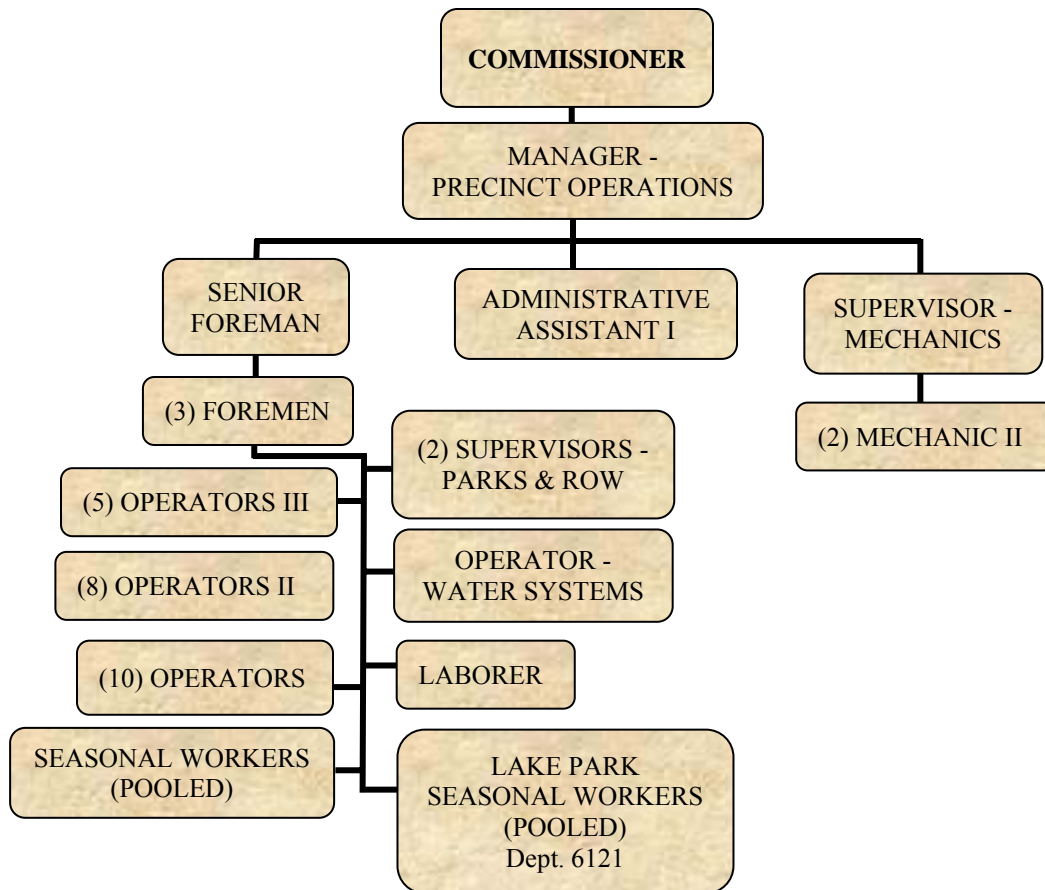 COMMISSIONER
MANAGER -
PRECINCT OPERATIONS
SENIOR
FOREMAN
ADMINISTRATIVE
ASSISTANT I
SUPERVISOR -
MECHANICS
(3) FOREMEN
(2) MECHANIC II
(2) SUPERVISORS -
PARKS & ROW
(5) OPERATORS III
OPERATOR -
WATER SYSTEMS
(8) OPERATORS II
(10) OPERATORS
LABORER
SEASONAL WORKERS
(POOLED)
LAKE PARK
SEASONAL WORKERS
(POOLED)
Dept. 6121